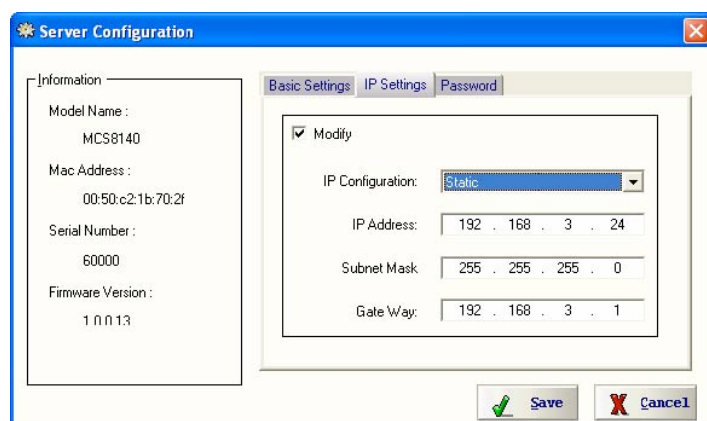 Server Configuration
Information
Model Name :
MCS8140
Mac Address :
00:50:c2:1b:70:2f
Serial Number :
60000
Firmware Version :
1.0.0.13
Basic Settings
IP Settings
Password
Modify
IP Configuration: Static
IP Address: 192 . 168 . 3 . 24
Subnet Mask 255 . 255 . 255 . 0
Gate Way: 192 . 168 . 3 . 1
Save
Cancel